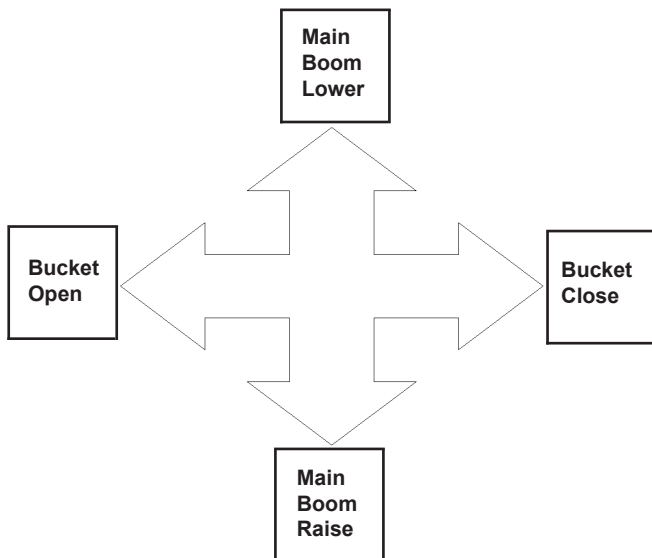 Main
Boom
Lower
Bucket
Open
Bucket
Close
Main
Boom
Raise